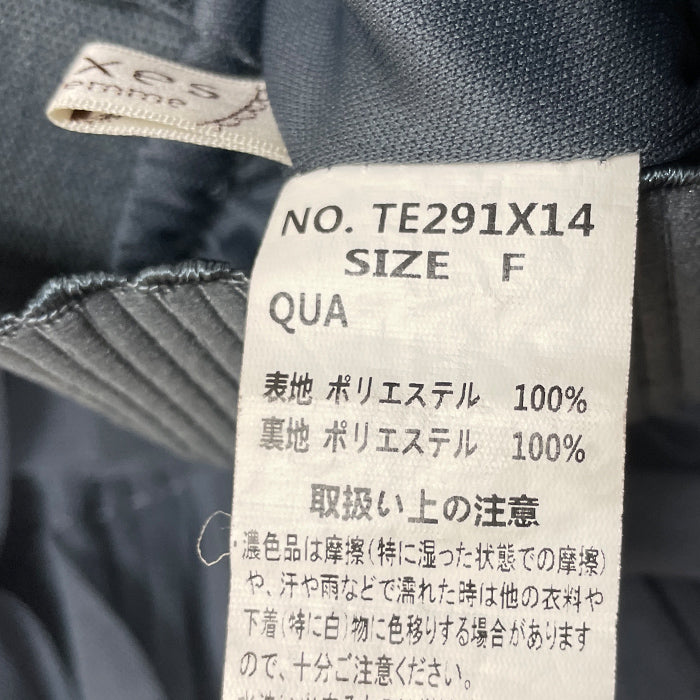 xes
emme
NO. TE291X14
SIZE F
QUA
表地 ポリエステル 100%
裏地 ポリエステル 100%
取扱い上の注意
・濃色品は摩擦(特に湿った状態での摩擦)
や、汗や雨などで濡れた時は他の衣料や
下着(特に白)物に色移りする場合があります
ので、十分ご注意ください。